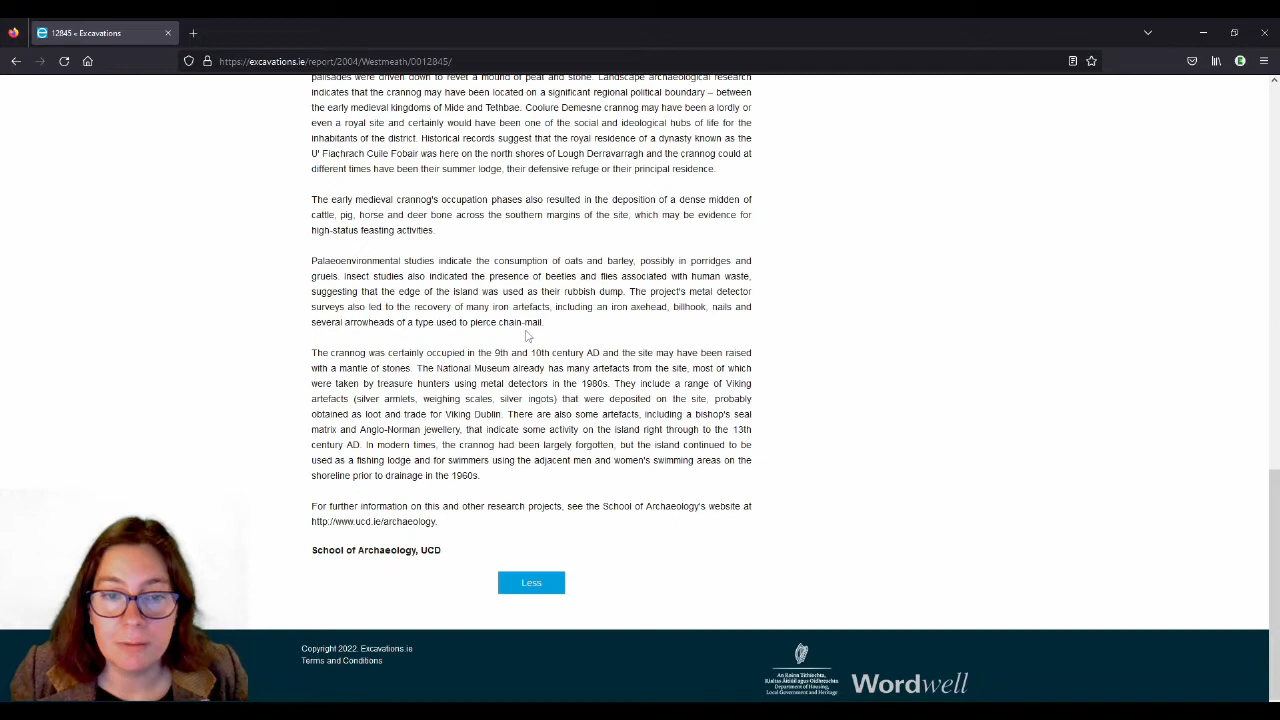 12845 « Excavations
https://excavations.ie/report/2004/Westmeath/0012845/
palisades were driven down to revet a mound of peat and stone. Landscape archaeological research
indicates that the crannog may have been located on a significant regional political boundary – between
the early medieval kingdoms of Mide and Tethbae. Coolure Demesne crannog may have been a lordly or
even a royal site and certainly would have been one of the social and ideological hubs of life for the
inhabitants of the district. Historical records suggest that the royal residence of a dynasty known as the
U' Fiachrach Cuile Fobair was here on the north shores of Lough Derravarragh and the crannog could at
different times have been their summer lodge, their defensive refuge or their principal residence.
The early medieval crannog's occupation phases also resulted in the deposition of a dense midden of
cattle, pig, horse and deer bone across the southern margins of the site, which may be evidence for
high-status feasting activities.
Palaeoenvironmental studies indicate the consumption of oats and barley, possibly in porridges and
gruels. Insect studies also indicated the presence of beetles and flies associated with human waste,
suggesting that the edge of the island was used as their rubbish dump. The project's metal detector
surveys also led to the recovery of many iron artefacts, including an iron axehead, billhook, nails and
several arrowheads of a type used to pierce chain-mail.
The crannog was certainly occupied in the 9th and 10th century AD and the site may have been raised
with a mantle of stones. The National Museum already has many artefacts from the site, most of which
were taken by treasure hunters using metal detectors in the 1980s. They include a range of Viking
artefacts (silver armlets, weighing scales, silver ingots) that were deposited on the site, probably
obtained as loot and trade for Viking Dublin. There are also some artefacts, including a bishop's seal
matrix and Anglo-Norman jewellery, that indicate some activity on the island right through to the 13th
century AD. In modern times, the crannog had been largely forgotten, but the island continued to be
used as a fishing lodge and for swimmers using the adjacent men and women's swimming areas on the
shoreline prior to drainage in the 1960s.
For further information on this and other research projects, see the School of Archaeology's website at
http://www.ucd.ie/archaeology.
School of Archaeology, UCD
Less
Copyright 2022. Excavations.ie
Terms and Conditions
An Roinn Tithíochta,
Rialtais Áitiúil agus Oidhreachta
Department of Housing,
Local Government and Heritage
Wordwell